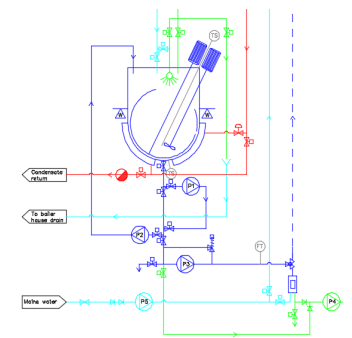 TS
W
W
Condensate
return
TS
P1
To boiler
house drain
P2
FT
P3
Mains water
P5
P4